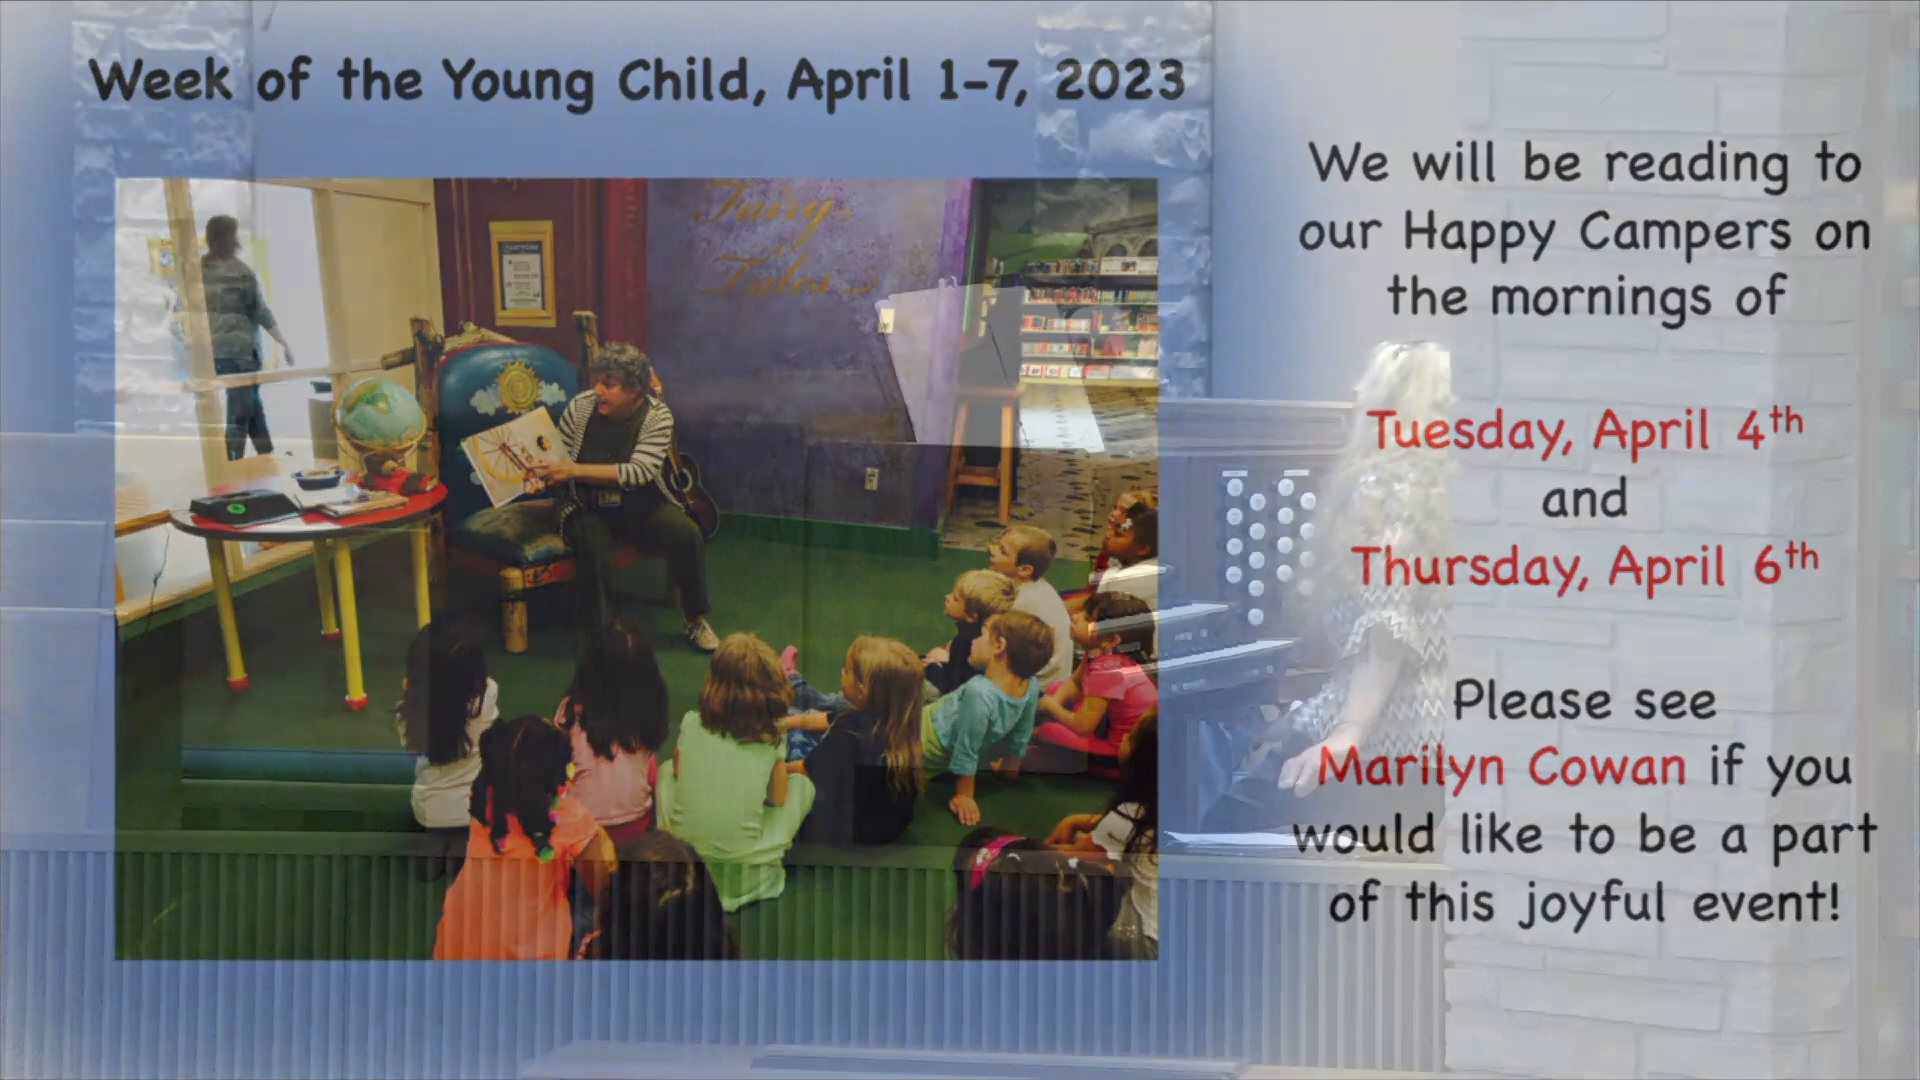 Week of the Young Child, April 1-7, 2023
We will be reading to
our Happy Campers on
the mornings of
Tuesday, April 4th
and
Thursday, April 6th
Please see
Marilyn Cowan if you
would like to be a part
of this joyful event!
Fairy
Tales